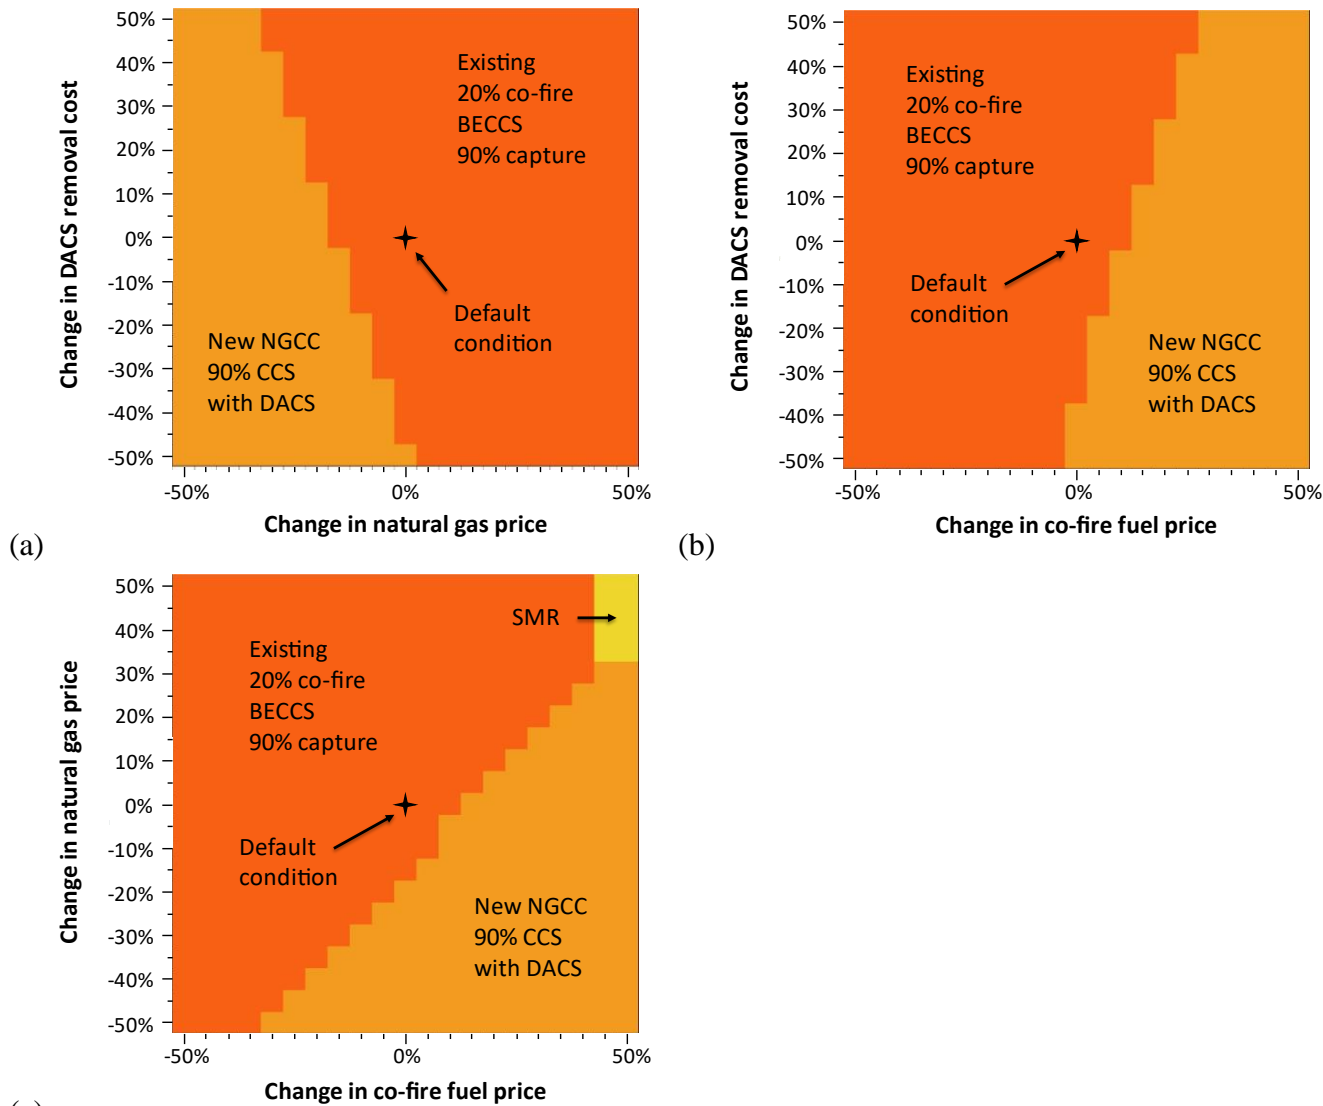 50%
40%
30%
20%
10%
0%
-10%
-20%
-30%
-40%
-50%
Change in DACS removal cost
Existing
20% co-fire
BECCS
90% capture
Default
condition
New NGCC
90% CCS
with DACS
-50%
0%
50%
Change in natural gas price
(a)
50%
40%
30%
20%
10%
0%
-10%
-20%
-30%
-40%
-50%
Change in DACS removal cost
Existing
20% co-fire
BECCS
90% capture
Default
condition
New NGCC
90% CCS
with DACS
-50%
0%
50%
Change in co-fire fuel price
(b)
50%
40%
30%
20%
10%
0%
-10%
-20%
-30%
-40%
-50%
Change in natural gas price
SMR
Existing
20% co-fire
BECCS
90% capture
Default
condition
New NGCC
90% CCS
with DACS
-50%
0%
50%
Change in co-fire fuel price